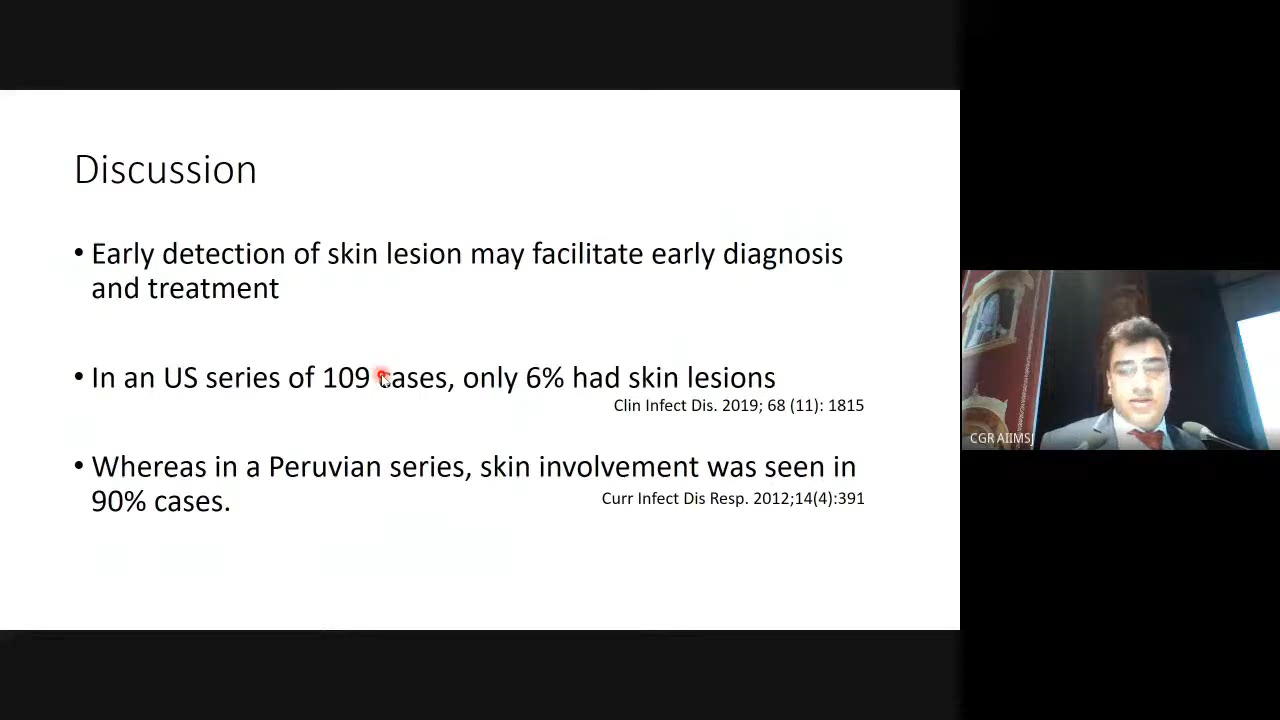 Discussion
• Early detection of skin lesion may facilitate early diagnosis
and treatment
• In an US series of 109 cases, only 6% had skin lesions
Clin Infect Dis. 2019; 68 (11): 1815
• Whereas in a Peruvian series, skin involvement was seen in
90% cases.
Curr Infect Dis Resp. 2012;14(4):391
CGR AIIMSJ